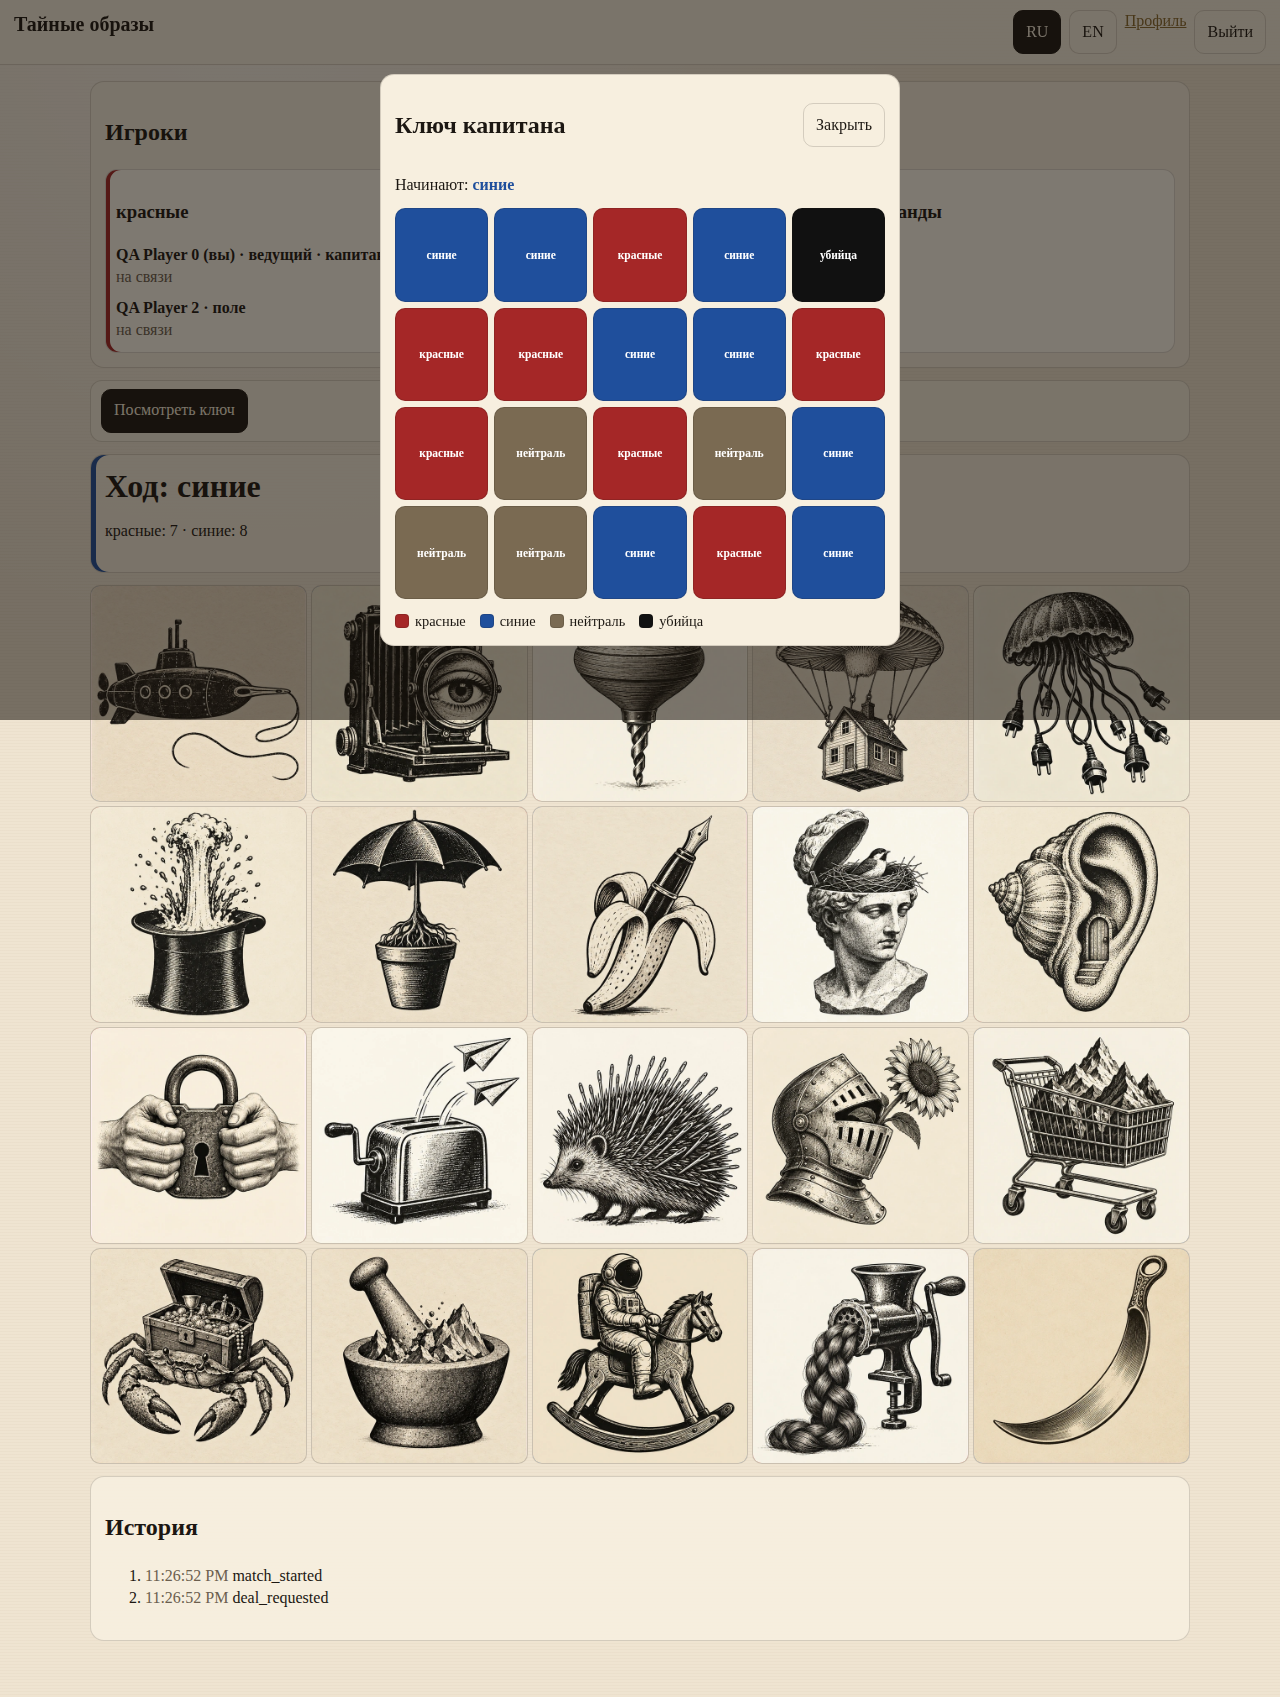 Тайные образы
RU EN Профиль Выйти
Игроки
красные
QA Player 0 (вы) · ведущий ·
на связи
QA Player 2 · поле
на связи
Посмотреть ключ
Ход: синие
красные: 7 · синие: 8
Ключ капитана
Закрыть
Начинают: синие
синие синие красные синие убийца
красные красные синие синие красные
красные нейтраль красные нейтраль синие
нейтраль нейтраль синие красные синие
красные синие нейтраль убийца
История
1. 11:26:52 PM match_started
2. 11:26:52 PM deal_requested